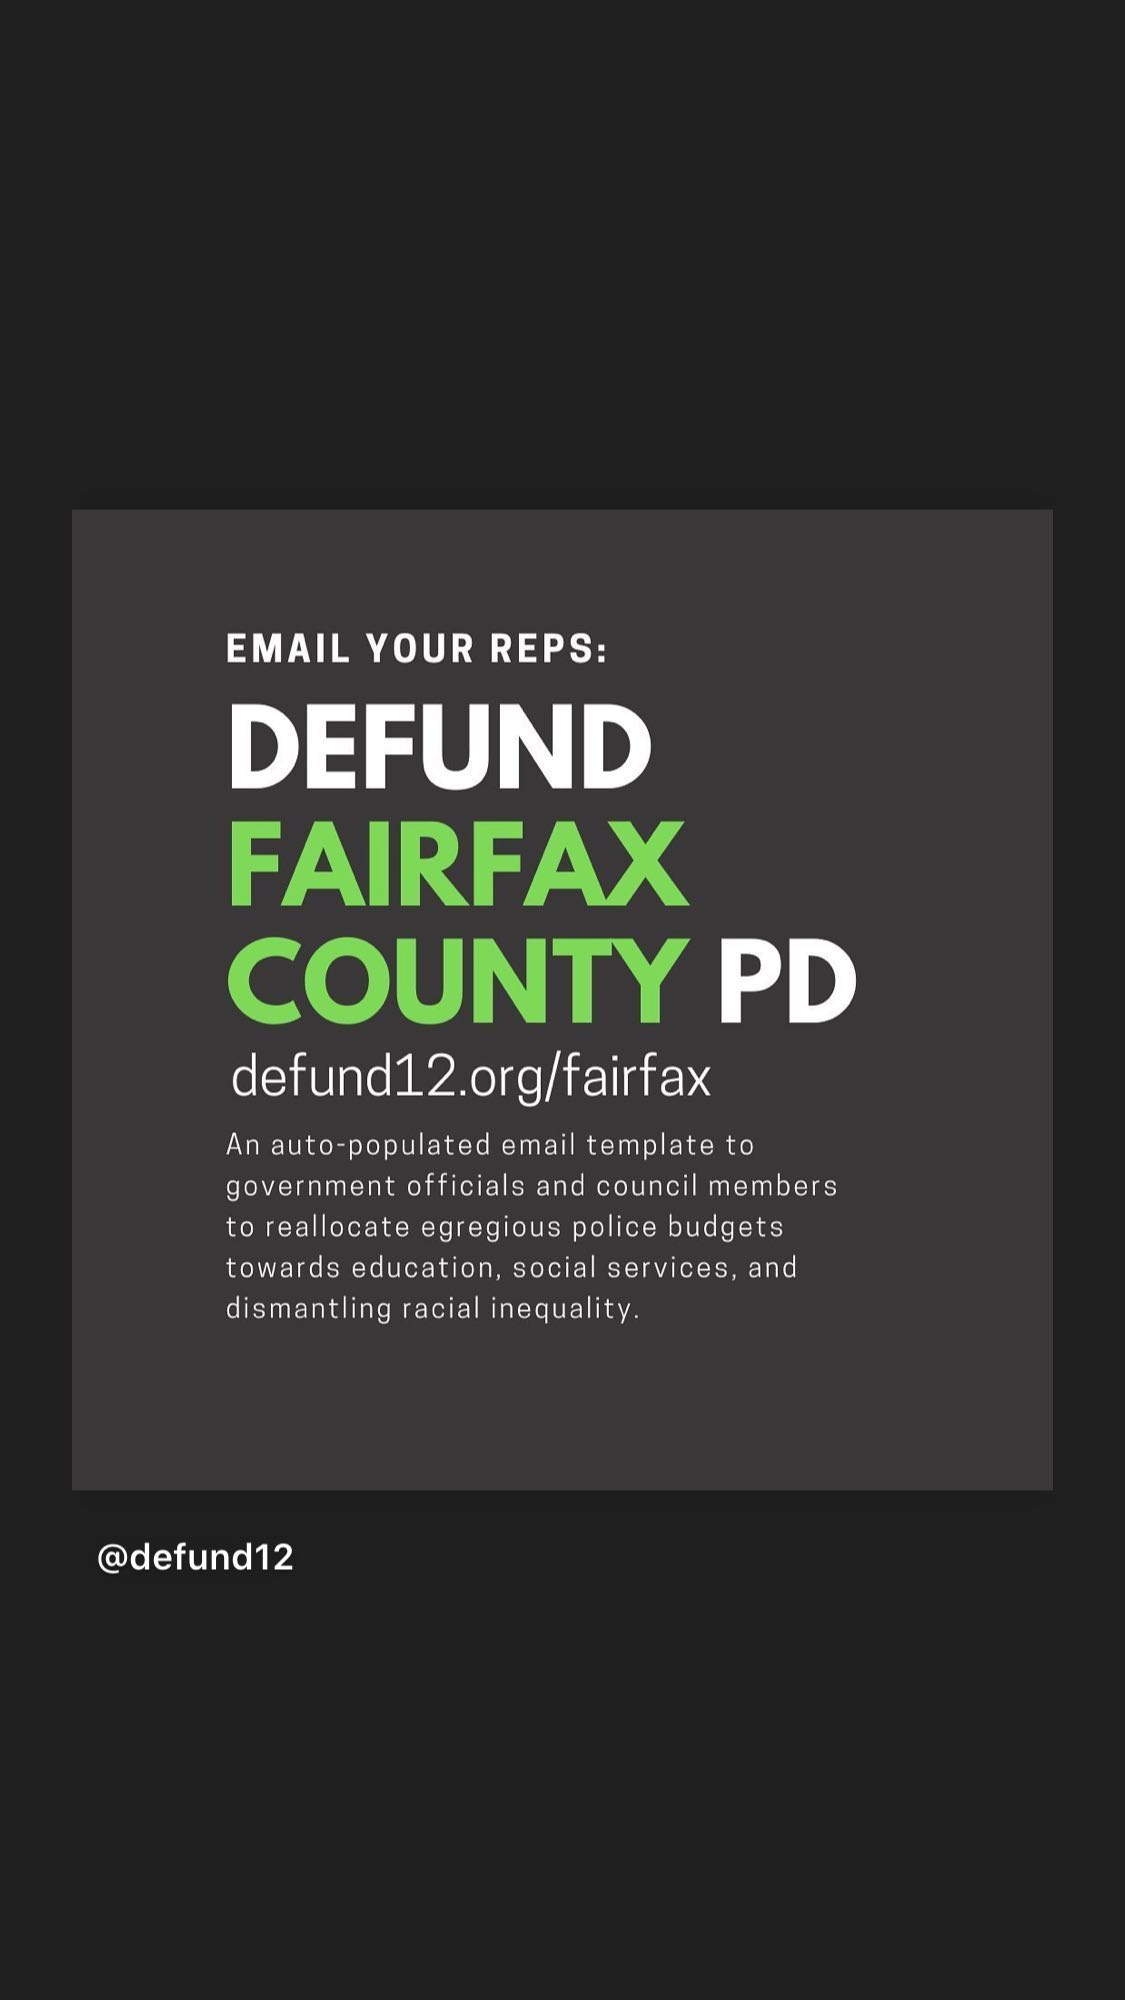 EMAIL YOUR REPS:
DEFUND
FAIRFAX
COUNTY PD
defund12.org/fairfax
An auto-populated email template to
government officials and council members
to reallocate egregious police budgets
towards education, social services, and
dismantling racial inequality.
@defund12